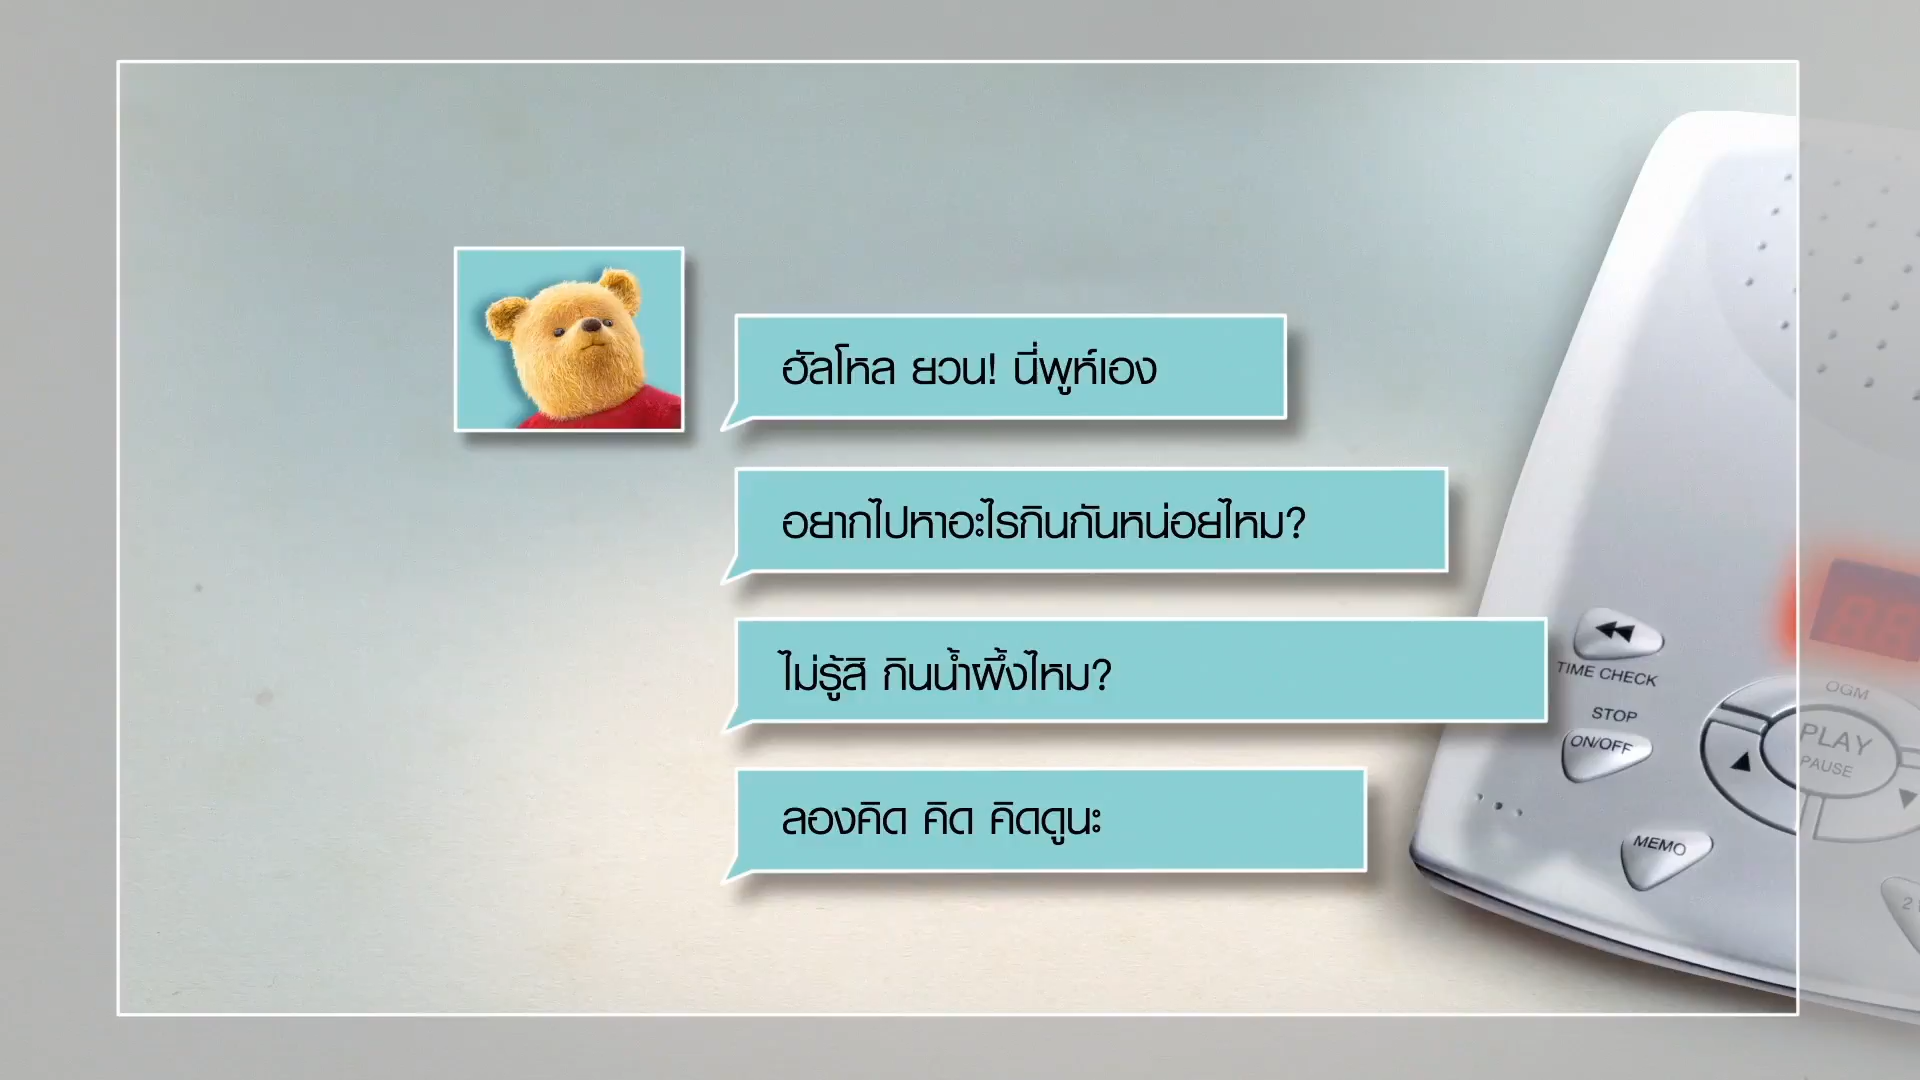 ฮัลโหล ยวน! นี่พูห์เอง
อยากไปหาอะไรกินกันหน่อยไหม?
ไม่รู้สิ กินน้ำผึ้งไหม?
ลองคิด คิด คิดดูนะ
88
TIME CHECK
OGM
STOP
ON/OFF
PLAY
PAUSE
MEMO
2